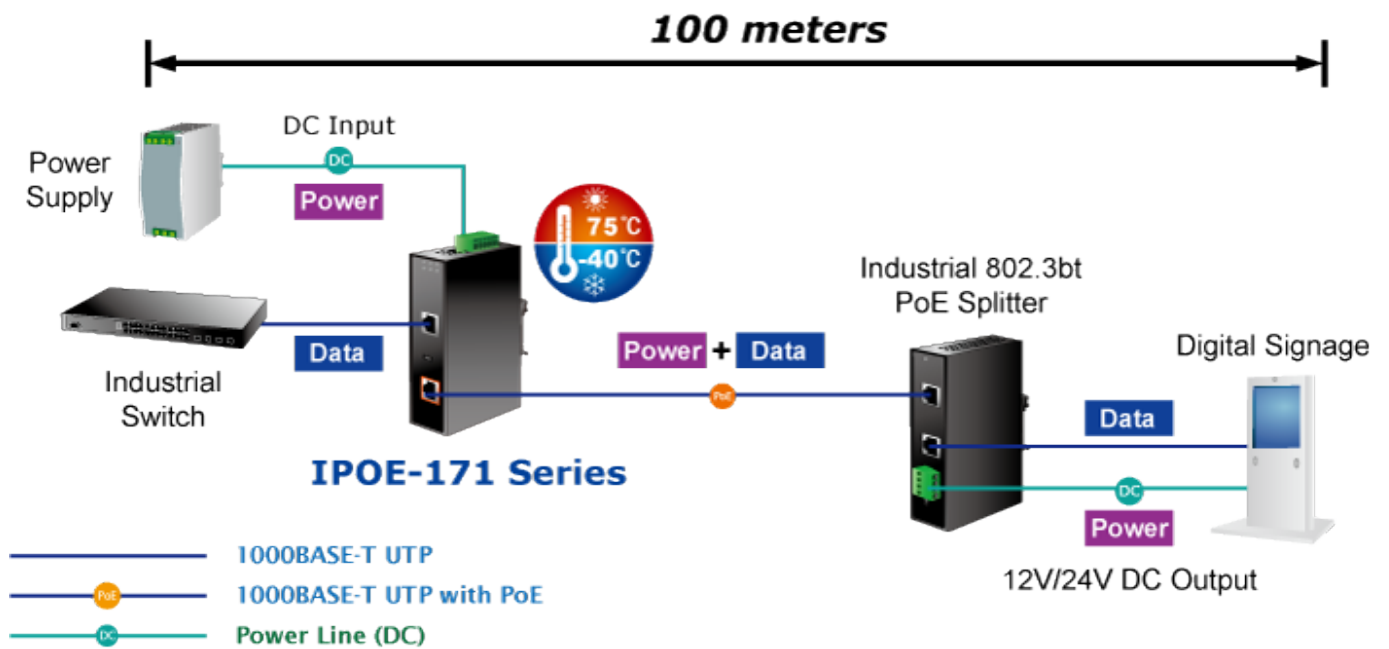 100 meters
DC Input
DC
Power
Supply
Power
75°C
-40°C
Industrial 802.3bt
PoE Splitter
Digital Signage
Data
Industrial
Switch
Power + Data
PoE
Data
IPOE-171 Series
DC
Power
12V/24V DC Output
1000BASE-T UTP
PoE
1000BASE-T UTP with PoE
DC
Power Line (DC)